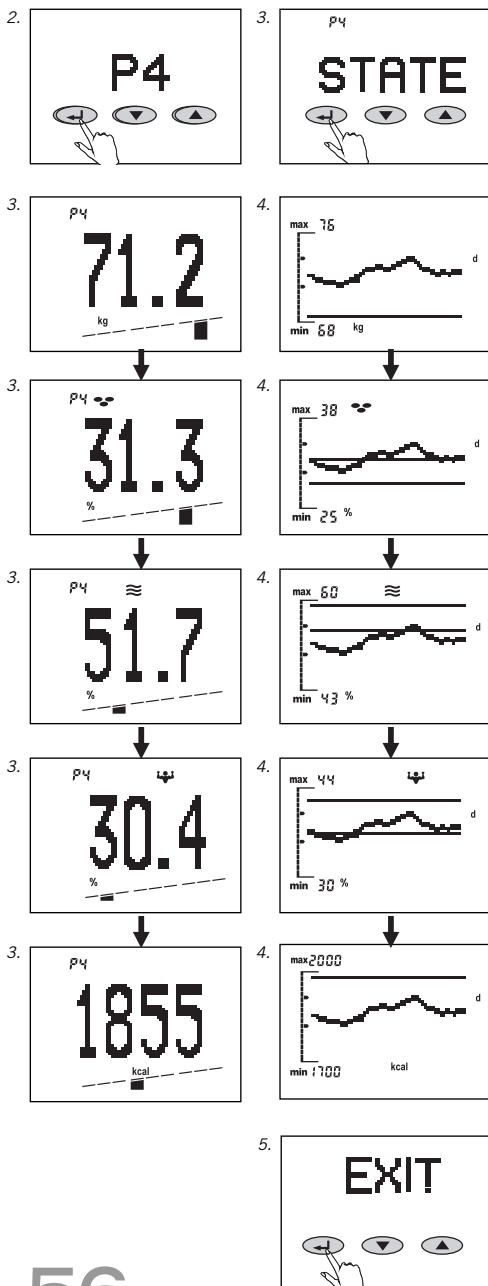 2.
P4
3.
P4
STATE
3.
P4
71.2
kg
4.
max 76
d
min 68 kg
3.
P4
31.3
%
4.
max 38
d
min 25 %
3.
P4
51.7
%
4.
max 60
d
min 43 %
3.
P4
30.4
%
4.
max 44
d
min 30 %
3.
P4
1855
kcal
4.
max 2000
d
min 1700 kcal
5.
EXIT
56